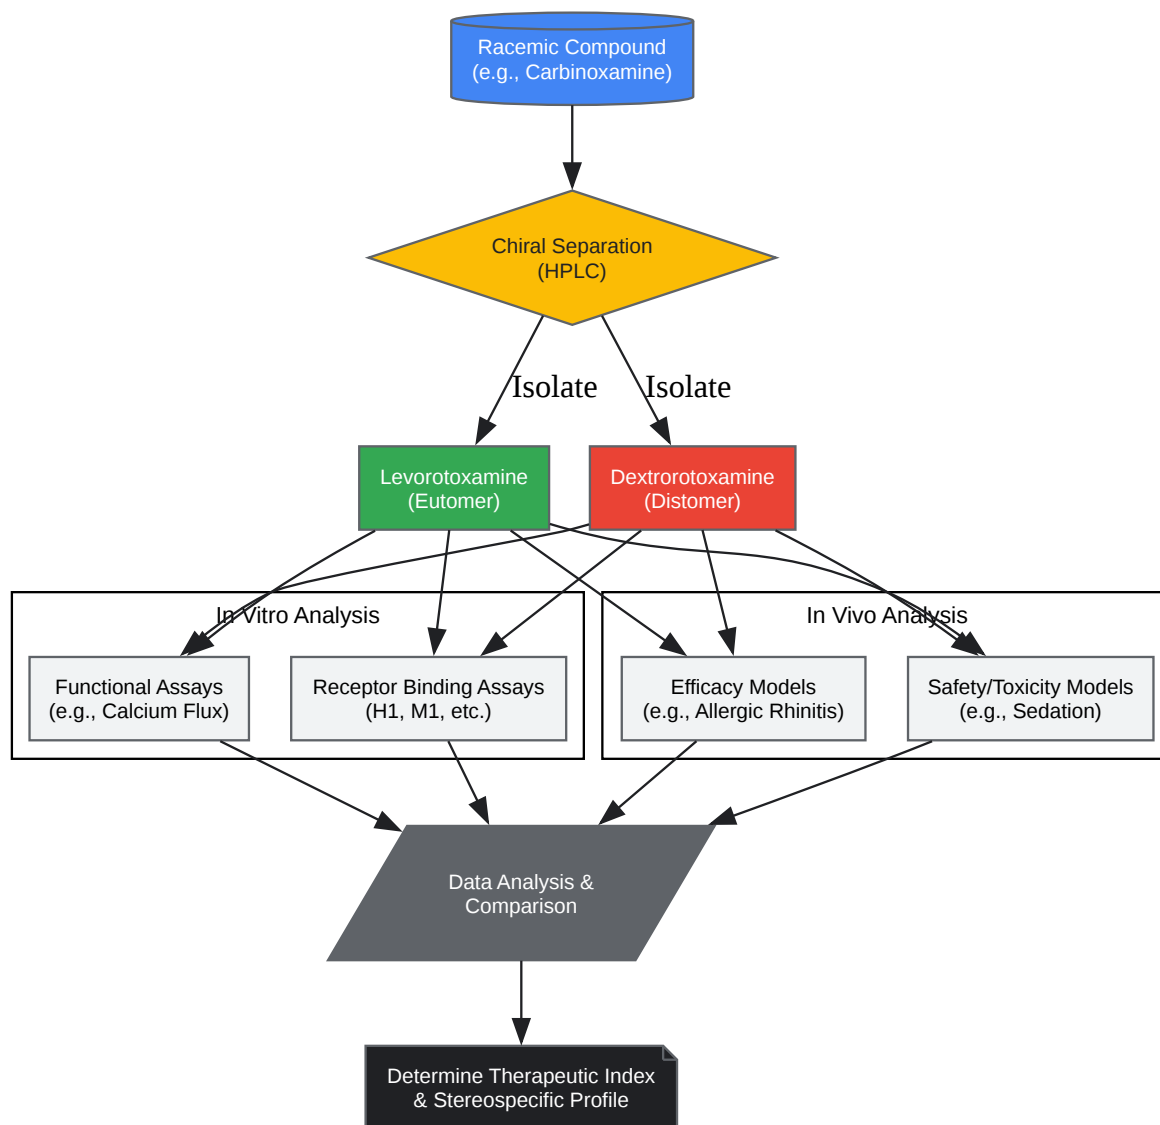 Racemic Compound
(e.g., Carbinoxamine)
Chiral Separation
(HPLC)
Isolate
Isolate
Levorotoxamine
(Eutomer)
Dextrorotoxamine
(Distomer)
In Vitro Analysis
In Vivo Analysis
Functional Assays
(e.g., Calcium Flux)
Receptor Binding Assays
(H1, M1, etc.)
Efficacy Models
(e.g., Allergic Rhinitis)
Safety/Toxicity Models
(e.g., Sedation)
Data Analysis &
Comparison
Determine Therapeutic Index
& Stereospecific Profile